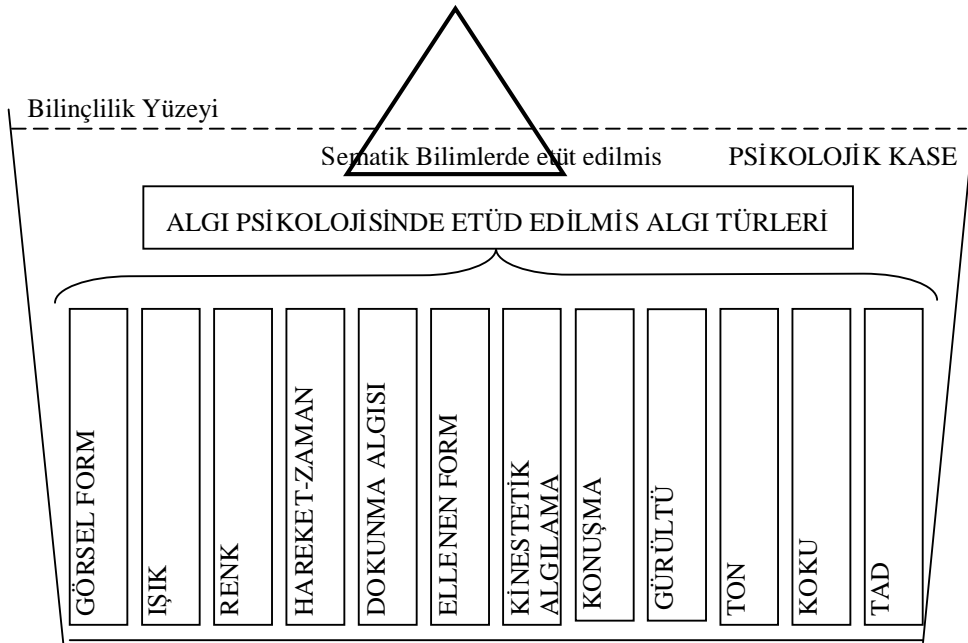 Bilinçlilik Yüzeyi
Sematik Bilimlerde etüt edilmis
PSİKOLOJİK KASE
ALGI PSİKOLOJİSİNDE ETÜD EDİLMİS ALGI TÜRLERİ
GÖRSEL FORM
IŞIK
RENK
HAREKET-ZAMAN
DOKUNMA ALGISI
ELLENEN FORM
KİNESTETİK
ALGILAMA
KONUŞMA
GÜRÜLTÜ
TON
KOKU
TAD